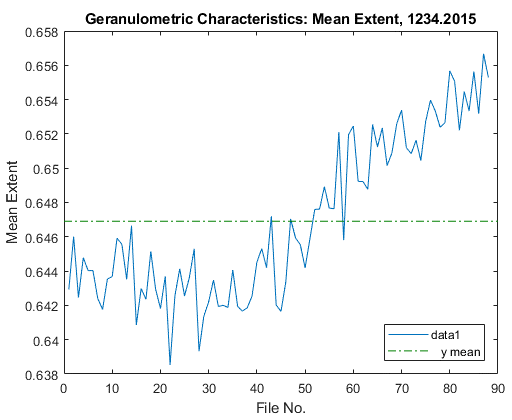 Geranulometric Characteristics: Mean Extent, 1234.2015
0.658
0.656
0.654
0.652
0.65
0.648
0.646
0.644
0.642
0.64
0.638
Mean Extent
data1
y mean
0 10 20 30 40 50 60 70 80 90
File No.